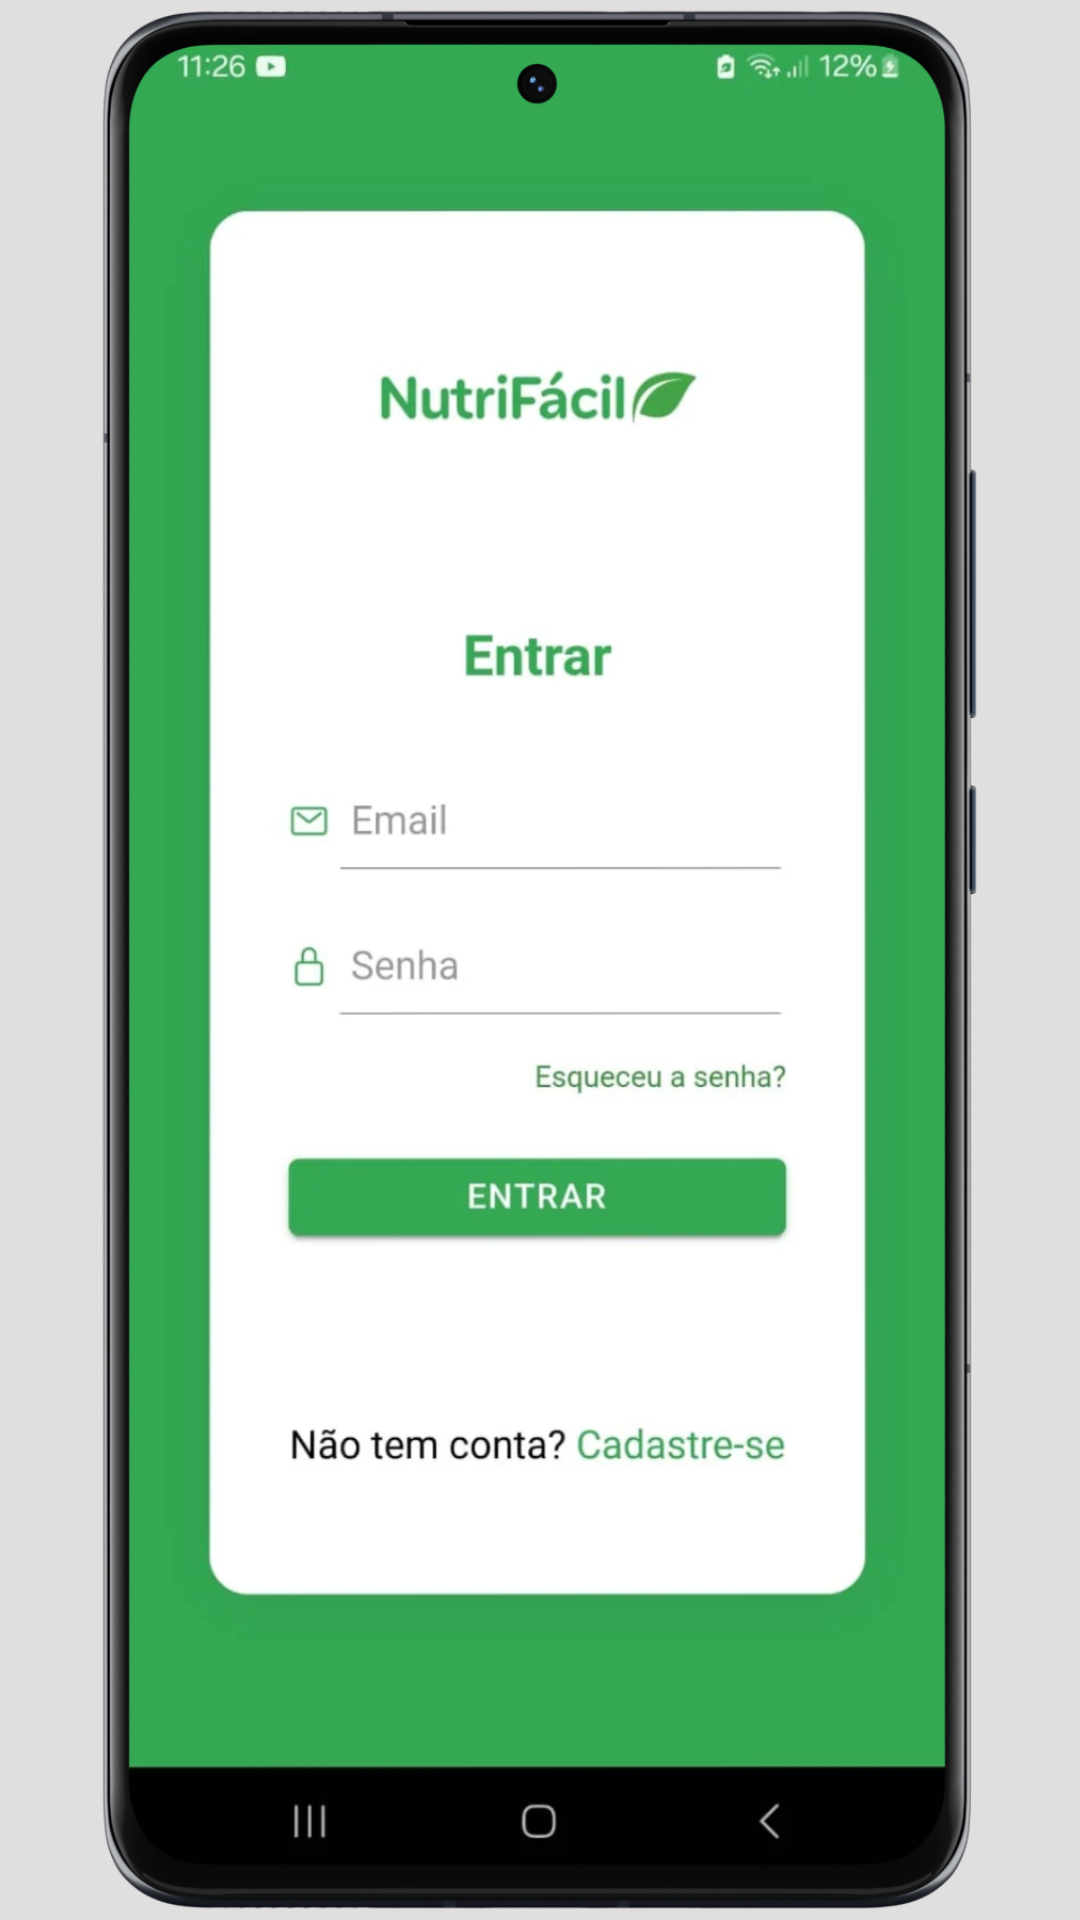 11:26
12%
NutriFácil
Entrar
Email
Senha
Esqueceu a senha?
ENTRAR
Não tem conta? Cadastre-se